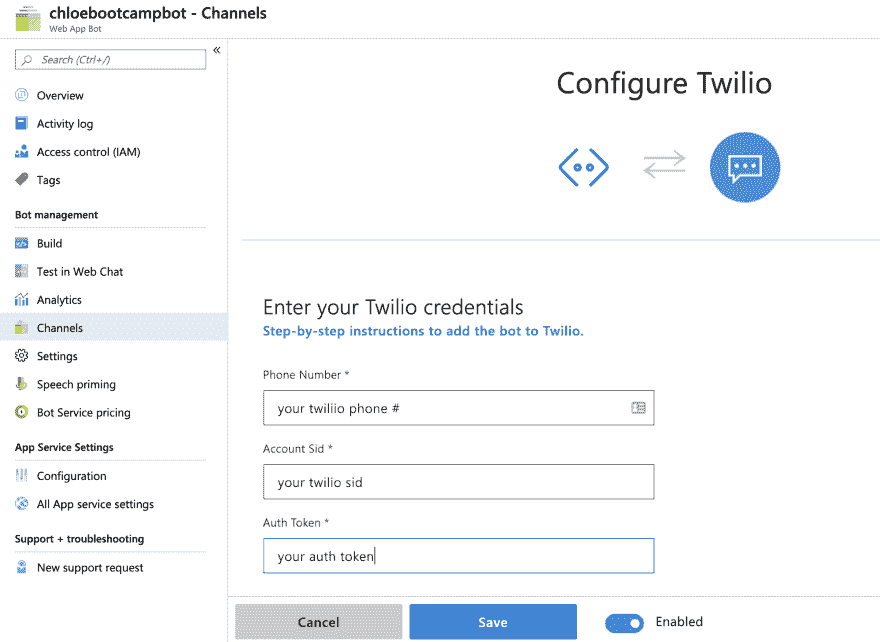 chloebootcampbot - Channels
Web App Bot
Search (Ctrl+/)
«
Overview
Activity log
Access control (IAM)
Tags
Bot management
Build
Test in Web Chat
Analytics
Channels
Settings
Speech priming
Bot Service pricing
App Service Settings
Configuration
All App service settings
Support + troubleshooting
New support request
Configure Twilio
Enter your Twilio credentials
Step-by-step instructions to add the bot to Twilio.
Phone Number *
your twiliio phone #
Account Sid *
your twilio sid
Auth Token *
your auth token
Cancel
Save
Enabled